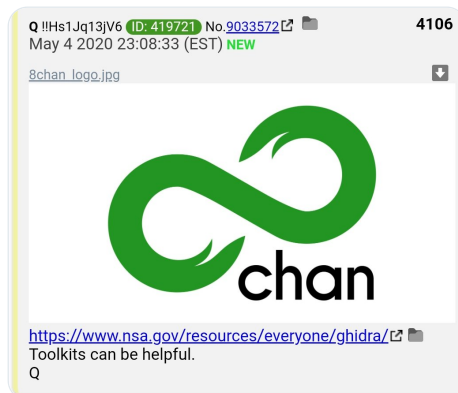 Q !!Hs1Jq13jV6 ID: 419721 No.9033572 4106
May 4 2020 23:08:33 (EST) NEW
8chan_logo.jpg
chan
https://www.nsa.gov/resources/everyone/ghidra/
Toolkits can be helpful.
Q